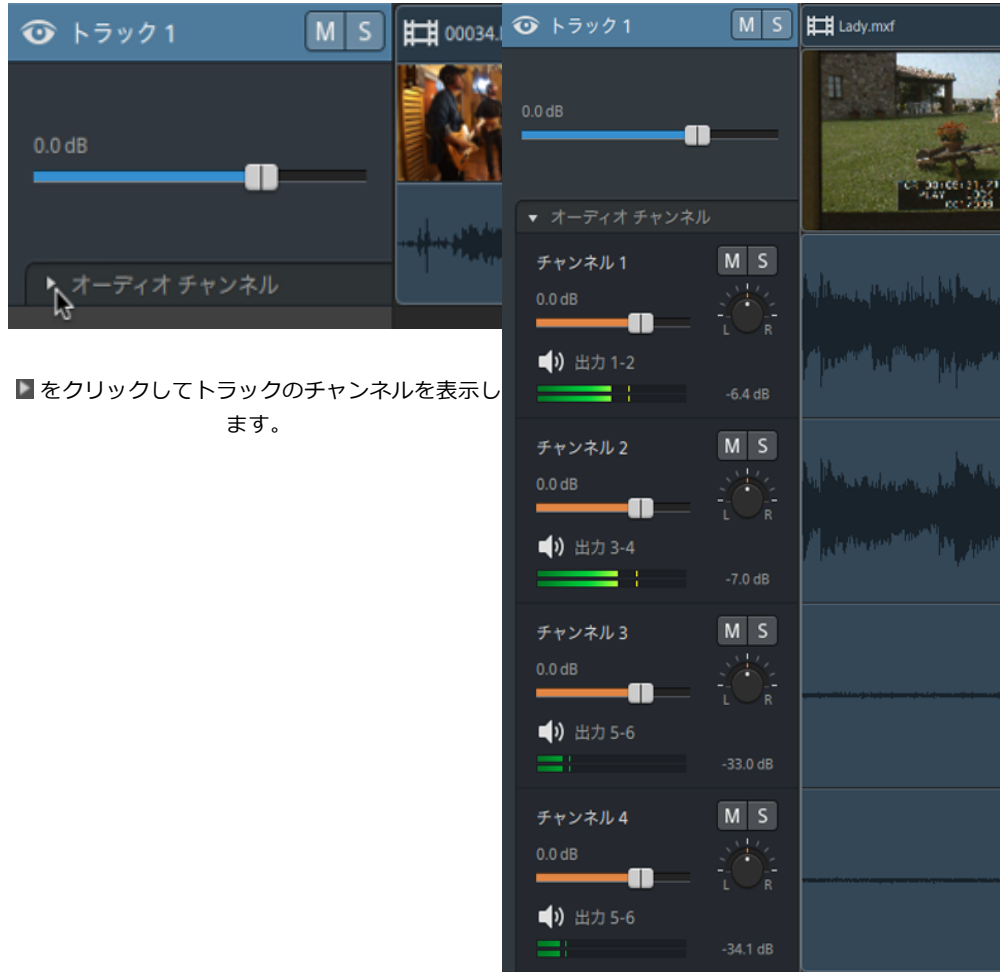 トラック 1
M S
00034.
0.0 dB
オーディオ チャンネル
をクリックしてトラックのチャンネルを表示し
ます。
トラック 1
M S
Lady.mxf
0.0 dB
オーディオ チャンネル
チャンネル 1
M S
0.0 dB
L R
出力 1-2
-6.4 dB
チャンネル 2
M S
0.0 dB
L R
出力 3-4
-7.0 dB
チャンネル 3
M S
0.0 dB
L R
出力 5-6
-33.0 dB
チャンネル 4
M S
0.0 dB
L R
出力 5-6
-34.1 dB